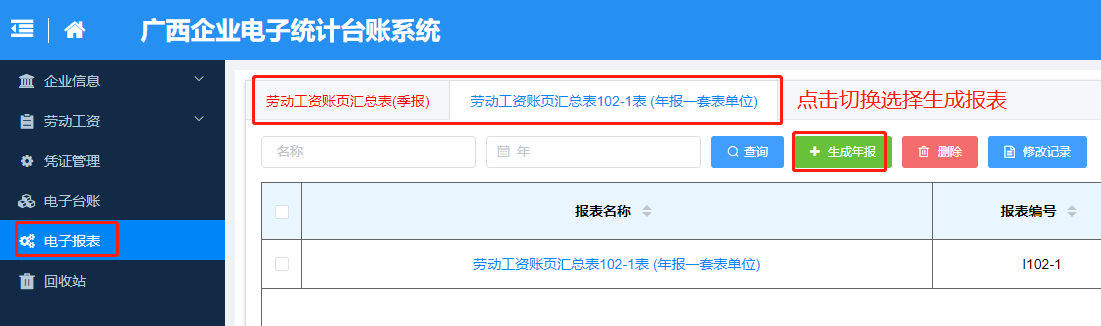 广西企业电子统计台账系统
企业信息
劳动工资
凭证管理
电子台账
电子报表
回收站
劳动工资账页汇总表(季报)
劳动工资账页汇总表102-1表 (年报一套表单位)
点击切换选择生成报表
名称
年
查询
生成年报
删除
修改记录
报表名称
报表编号
劳动工资账页汇总表102-1表 (年报一套表单位)
I102-1